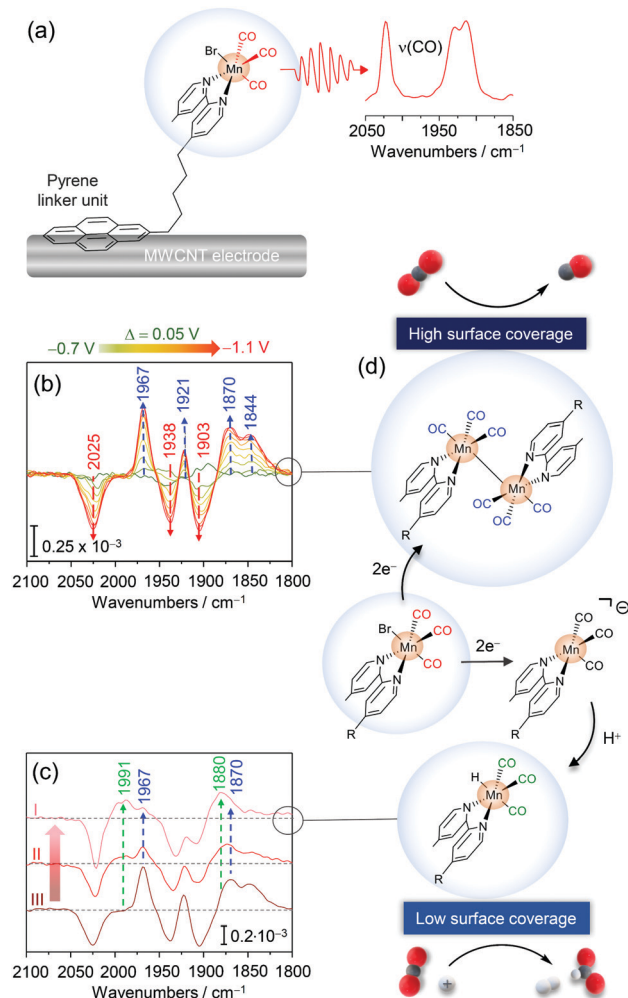 (a)
Br
CO
CO
Mn
CO
N
N
ν(CO)
2050
1950
1850
Wavenumbers / cm⁻¹
Pyrene
linker unit
MWCNT electrode
High surface coverage
−0.7 V
Δ = 0.05 V
−1.1 V
(b)
2025
1967
1938
1921
1903
1870
1844
0.25 x 10⁻³
2100 2050 2000 1950 1900 1850 1800
Wavenumbers / cm⁻¹
(d)
OC
CO
CO
Mn
N
N
R
R
N
N
Mn
OC
OC
CO
2e⁻
Br
CO
CO
Mn
CO
N
N
R
2e⁻
⊖
CO
CO
Mn
CO
N
N
R
H⁺
H
CO
CO
Mn
CO
N
N
R
(c)
1991
1967
1880
1870
I
II
III
0.2·10⁻³
2100 2050 2000 1950 1900 1850 1800
Wavenumbers / cm⁻¹
Low surface coverage
+